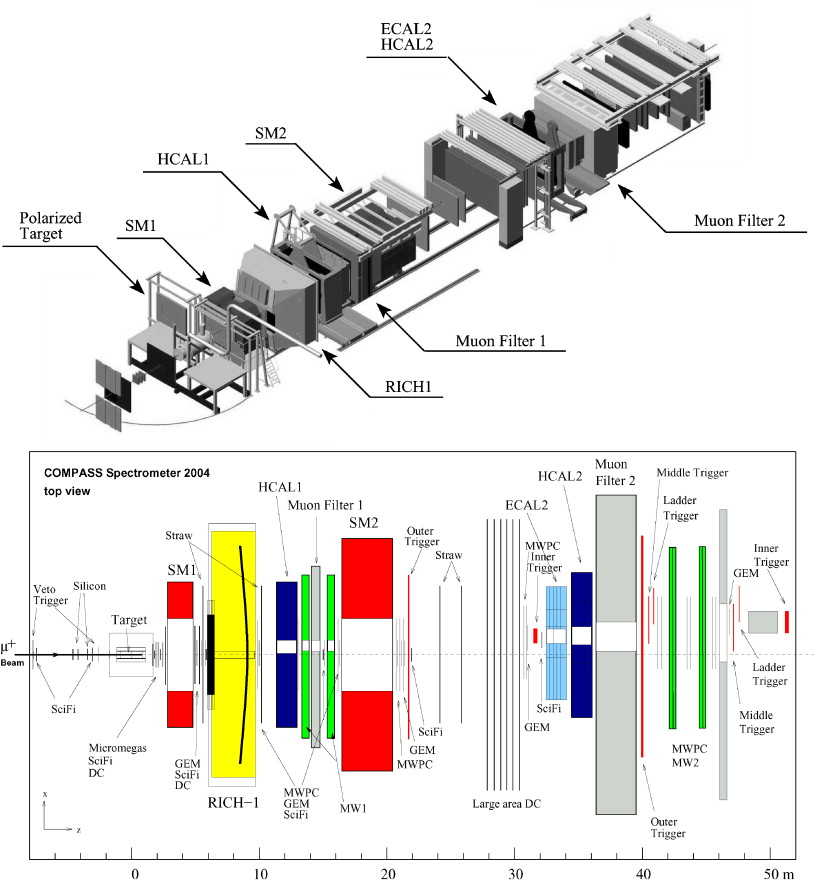 ECAL2
HCAL2
SM2
HCAL1
Polarized
Target
SM1
Muon Filter 2
Muon Filter 1
RICH1
COMPASS Spectrometer 2004
top view
Muon
Filter 2
HCAL2
Middle Trigger
HCAL1
ECAL2
Ladder
Trigger
Muon Filter 1
SM2
Straw
Outer
Trigger
Straw
MWPC
Inner
Trigger
Inner
Trigger
GEM
SM1
Veto
Trigger
Silicon
Target
μ+
Beam
SciFi
Ladder
Trigger
SciFi
SciFi
GEM
Middle
Trigger
Micromegas
SciFi
DC
GEM
SciFi
DC
GEM
MWPC
MWPC
MW2
RICH−1
MWPC
GEM
SciFi
MW1
Large area DC
Outer
Trigger
x
z
0 10 20 30 40 50 m